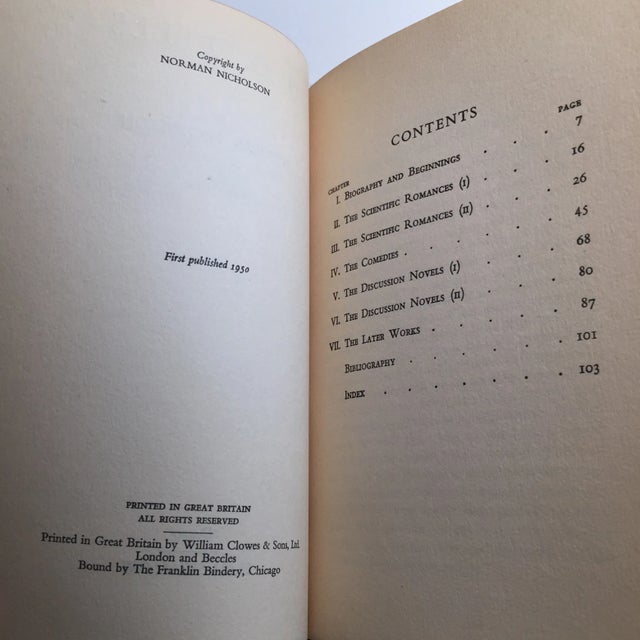 Copyright by
NORMAN NICHOLSON
First published 1950
PRINTED IN GREAT BRITAIN
ALL RIGHTS RESERVED
Printed in Great Britain by William Clowes & Sons, Ltd.
London and Beccles
Bound by The Franklin Bindery, Chicago
CONTENTS
CHAPTER PAGE
I. BIOGRAPHY AND BEGINNINGS . . . 7
II. THE SCIENTIFIC ROMANCES (I) . . . 16
III. THE SCIENTIFIC ROMANCES (II) . . . 26
IV. THE COMEDIES . . . . . 45
V. THE DISCUSSION NOVELS (I) . . . 68
VI. THE DISCUSSION NOVELS (II) . . . 80
VII. THE LATER WORKS . . . . 87
BIBLIOGRAPHY . . . . . 101
INDEX . . . . . . 103